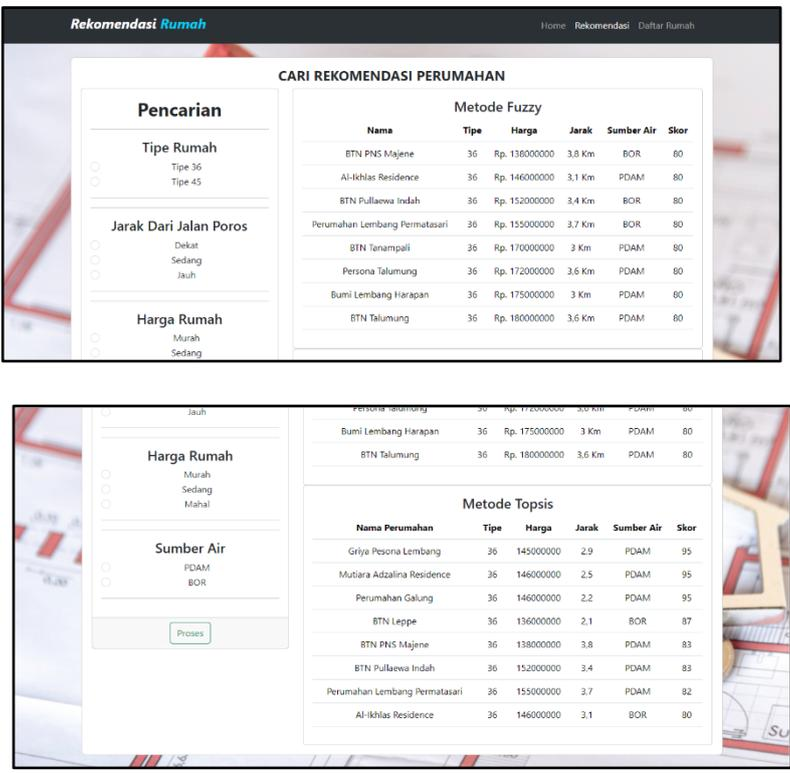 Rekomendasi Rumah Home Rekomendasi Daftar Rumah
CARI REKOMENDASI PERUMAHAN
Pencarian
Tipe Rumah
Tipe 36
Tipe 45
Jarak Dari Jalan Poros
Dekat
Sedang
Jauh
Harga Rumah
Murah
Sedang
Metode Fuzzy
Nama Tipe Harga Jarak Sumber Air Skor
BTN PNS Majene 36 Rp. 138000000 3,8 Km BOR 80
Al-Ikhlas Residence 36 Rp. 146000000 3,1 Km PDAM 80
BTN Pullaewa Indah 36 Rp. 152000000 3,4 Km BOR 80
Perumahan Lembang Permatasari 36 Rp. 155000000 3,7 Km BOR 80
BTN Tanampali 36 Rp. 170000000 3 Km PDAM 80
Persona Talumung 36 Rp. 172000000 3,6 Km PDAM 80
Bumi Lembang Harapan 36 Rp. 175000000 3 Km PDAM 80
BTN Talumung 36 Rp. 180000000 3,6 Km PDAM 80
Jauh
Harga Rumah
Murah
Sedang
Mahal
Sumber Air
PDAM
BOR
Proses
Persona Talumung 36 Rp. 172000000 3,6 Km PDAM 80
Bumi Lembang Harapan 36 Rp. 175000000 3 Km PDAM 80
BTN Talumung 36 Rp. 180000000 3,6 Km PDAM 80
Metode Topsis
Nama Perumahan Tipe Harga Jarak Sumber Air Skor
Griya Pesona Lembang 36 145000000 2,9 PDAM 95
Mutiara Adzalina Residence 36 146000000 2,5 PDAM 95
Perumahan Galung 36 146000000 2,2 PDAM 95
BTN Leppe 36 136000000 2,1 BOR 87
BTN PNS Majene 36 138000000 3,8 PDAM 83
BTN Pullaewa Indah 36 152000000 3,4 PDAM 83
Perumahan Lembang Permatasari 36 155000000 3,7 PDAM 82
Al-Ikhlas Residence 36 146000000 3,1 BOR 80